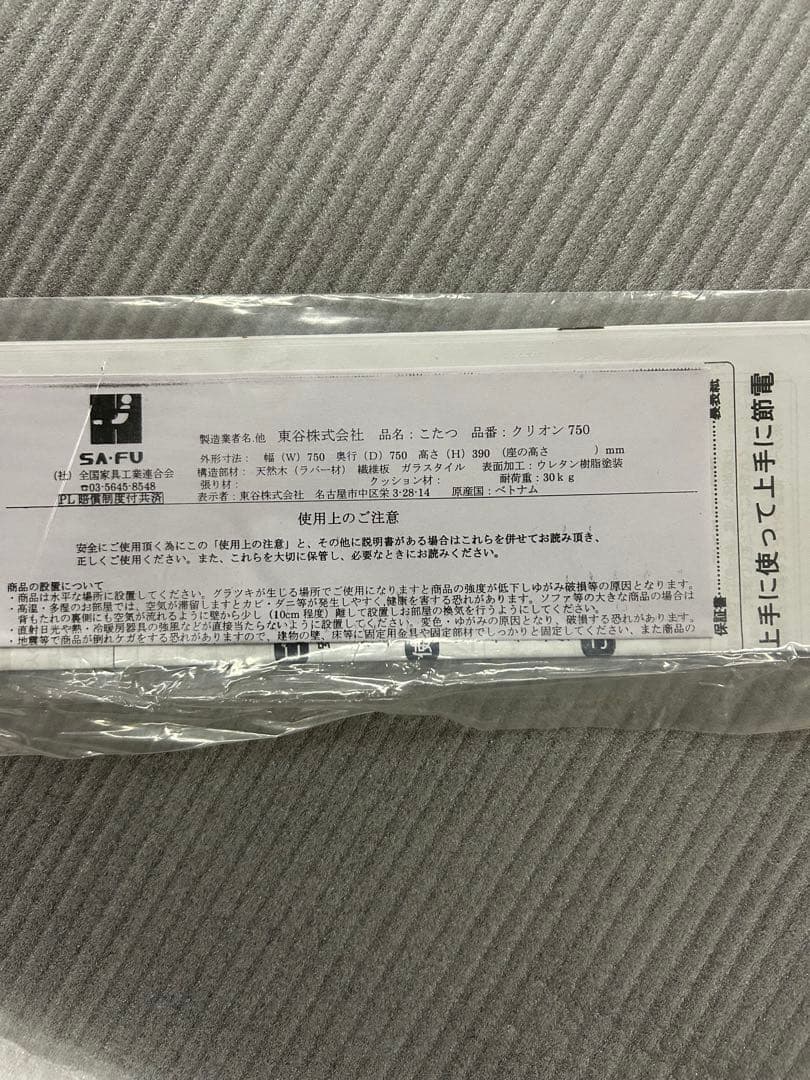 SA·FU
(社) 全国家具工業連合会
☎03-5645-8548
PL賠償制度付共済
製造業者名.他 東谷株式会社 品名:こたつ 品番:クリオン750
外形寸法: 幅(W)750 奥行(D)750 高さ(H)390 (座の高さ )mm
構造部材: 天然木(ラバー材) 繊維板 ガラスタイル 表面加工:ウレタン樹脂塗装
張り材: クッション材: 耐荷重:30kg
表示者:東谷株式会社 名古屋市中区栄3-28-14 原産国:ベトナム
使用上のご注意
安全にご使用頂く為にこの「使用上の注意」と、その他に説明書がある場合はこれらを併せてお読み頂き、
正しくご使用ください。また、これらを大切に保管し、必要なときにお読みください。
商品の設置について
・商品は水平な場所に設置してください。グラツキが生じる場所でご使用になりますと商品の強度が低下しゆがみ破損等の原因となります。
・高温・多湿のお部屋では、空気が滞留しますとカビ・ダニ等が発生しやすく健康を害する恐れがあります。ソファ等の大きな商品の場合は
背もたれの裏側にも空気が流れるように壁から少し(10cm程度)離して設置しお部屋の換気を行うようにしてください。
・直射日光や熱・冷暖房器具の強風などが直接当たらないように設置してください。変色・ゆがみの原因となり、破損する恐れがあります。
・地震等で商品が倒れケガをする恐れがありますので、建物の壁、床等に固定用金具や固定部材でしっかりと固定してください、また商品の
上手に使って上手に節電
保証書
裏表紙